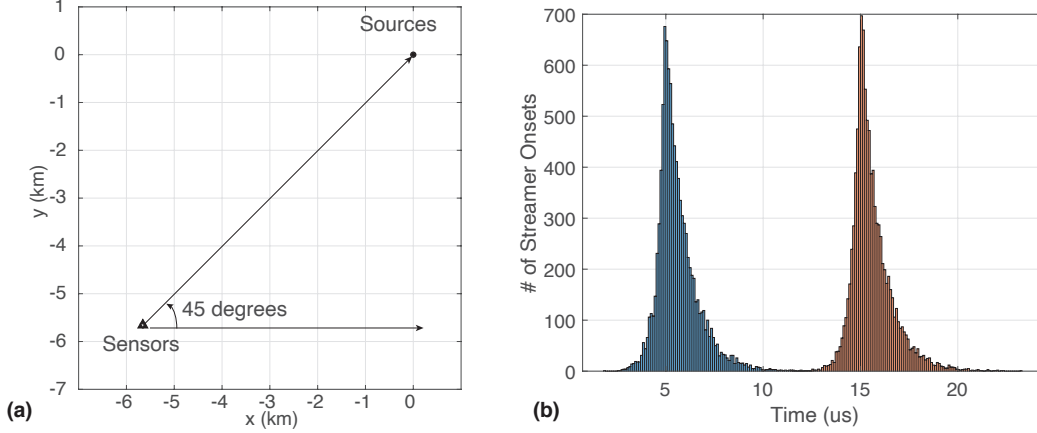 1
0
-1
-2
-3
-4
-5
-6
-7
y (km)
Sources
45 degrees
Sensors
-6 -5 -4 -3 -2 -1 0
x (km)
(a)
700
600
500
400
300
200
100
0
# of Streamer Onsets
5 10 15 20
Time (us)
(b)